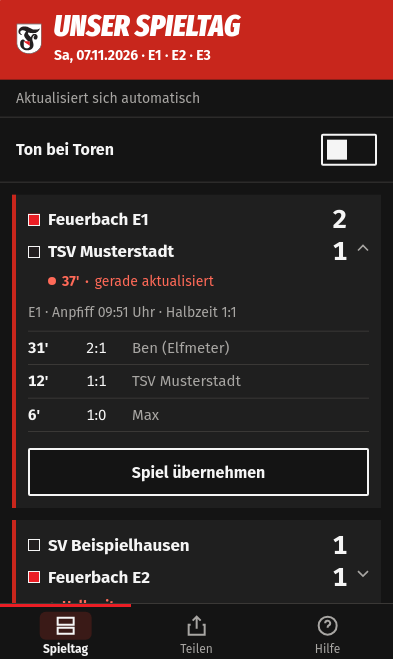 UNSER SPIELTAG
Sa, 07.11.2026 · E1 · E2 · E3
Aktualisiert sich automatisch
Ton bei Toren
Feuerbach E1 2
TSV Musterstadt 1
37' · gerade aktualisiert
E1 · Anpfiff 09:51 Uhr · Halbzeit 1:1
31' 2:1 Ben (Elfmeter)
12' 1:1 TSV Musterstadt
6' 1:0 Max
Spiel übernehmen
SV Beispielhausen 1
Feuerbach E2 1
Spieltag Teilen Hilfe